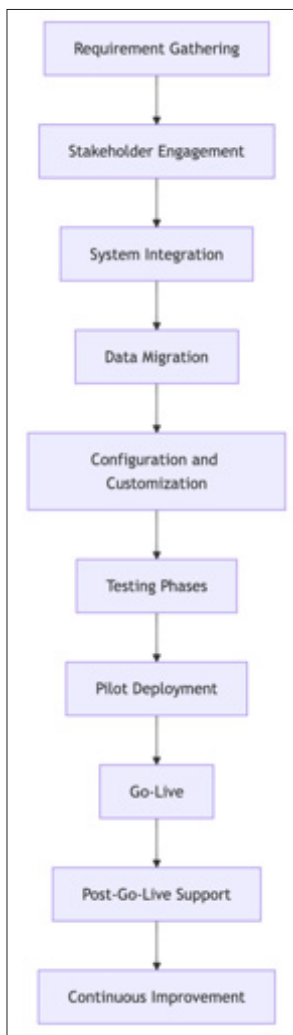 Requirement Gathering
Stakeholder Engagement
System Integration
Data Migration
Configuration and
Customization
Testing Phases
Pilot Deployment
Go-Live
Post-Go-Live Support
Continuous Improvement